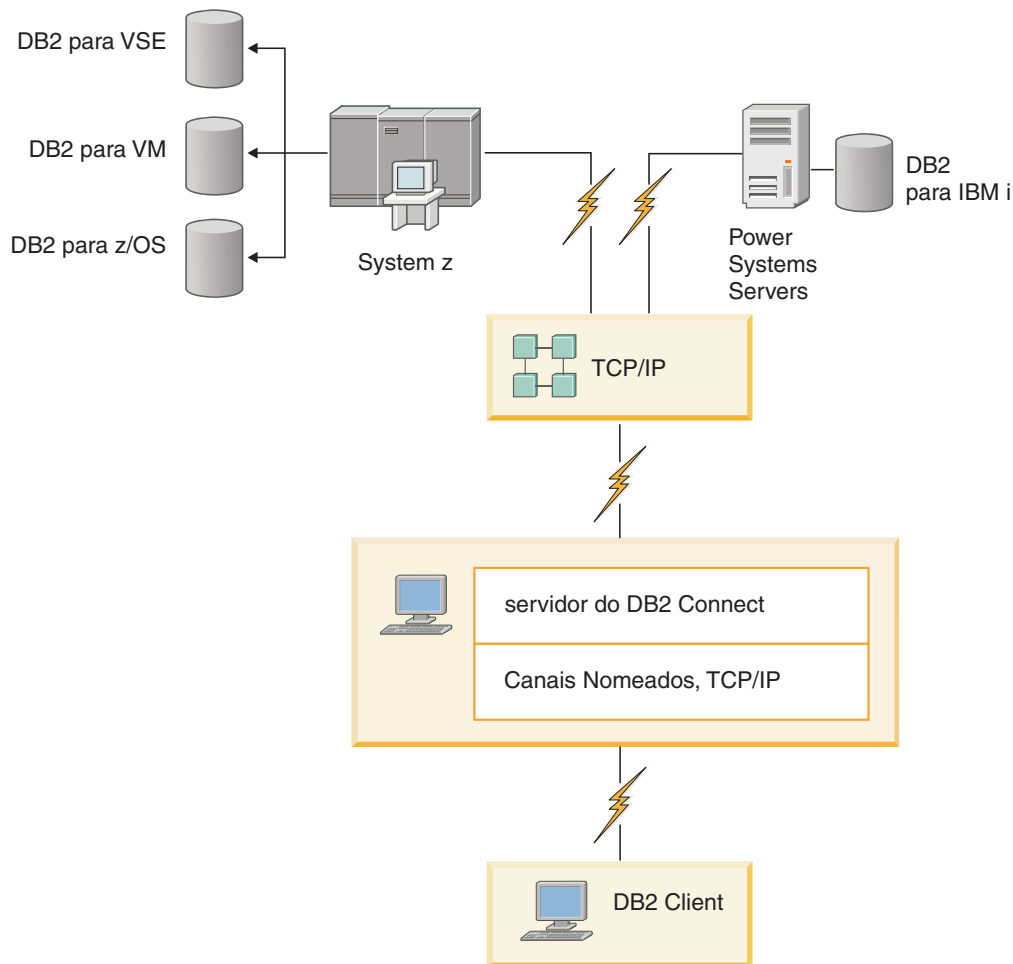 DB2 para VSE
DB2 para VM
DB2 para z/OS
System z
DB2
para IBM i
Power
Systems
Servers
TCP/IP
servidor do DB2 Connect
Canais Nomeados, TCP/IP
DB2 Client